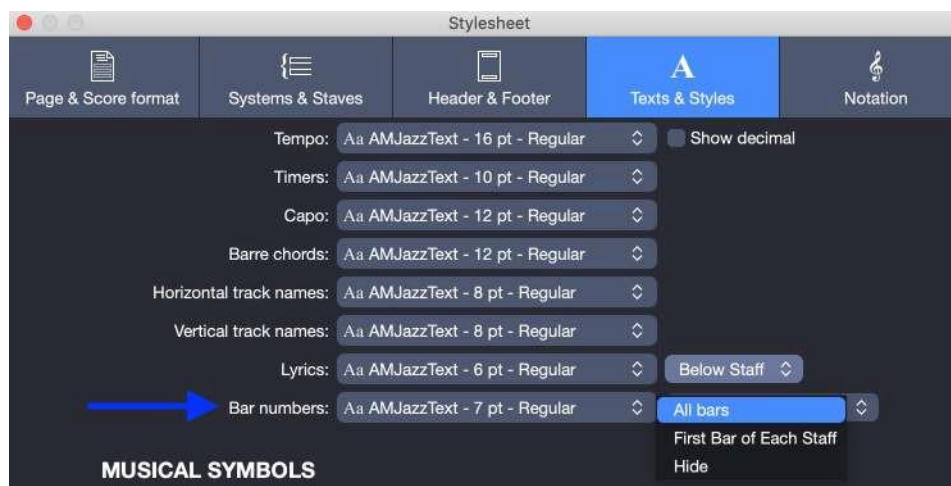 Stylesheet
Page & Score format
Systems & Staves
Header & Footer
A
Texts & Styles
Notation
Tempo: Aa AMJazzText - 16 pt - Regular Show decimal
Timers: Aa AMJazzText - 10 pt - Regular
Capo: Aa AMJazzText - 12 pt - Regular
Barre chords: Aa AMJazzText - 12 pt - Regular
Horizontal track names: Aa AMJazzText - 8 pt - Regular
Vertical track names: Aa AMJazzText - 8 pt - Regular
Lyrics: Aa AMJazzText - 6 pt - Regular Below Staff
Bar numbers: Aa AMJazzText - 7 pt - Regular All bars
First Bar of Each Staff
Hide
MUSICAL SYMBOLS